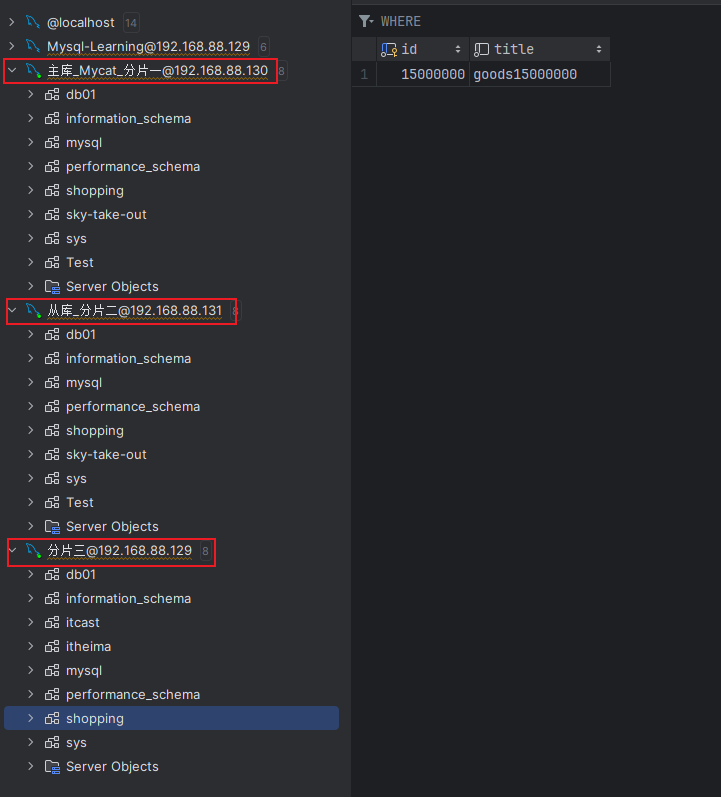 @localhost 14
Mysql-Learning@192.168.88.129 6
主库_Mycat_分片一@192.168.88.130 8
db01
information_schema
mysql
performance_schema
shopping
sky-take-out
sys
Test
Server Objects
从库_分片二@192.168.88.131 8
db01
information_schema
mysql
performance_schema
shopping
sky-take-out
sys
Test
Server Objects
分片三@192.168.88.129 8
db01
information_schema
itcast
itheima
mysql
performance_schema
shopping
sys
Server Objects
WHERE
id title
1 15000000 goods15000000